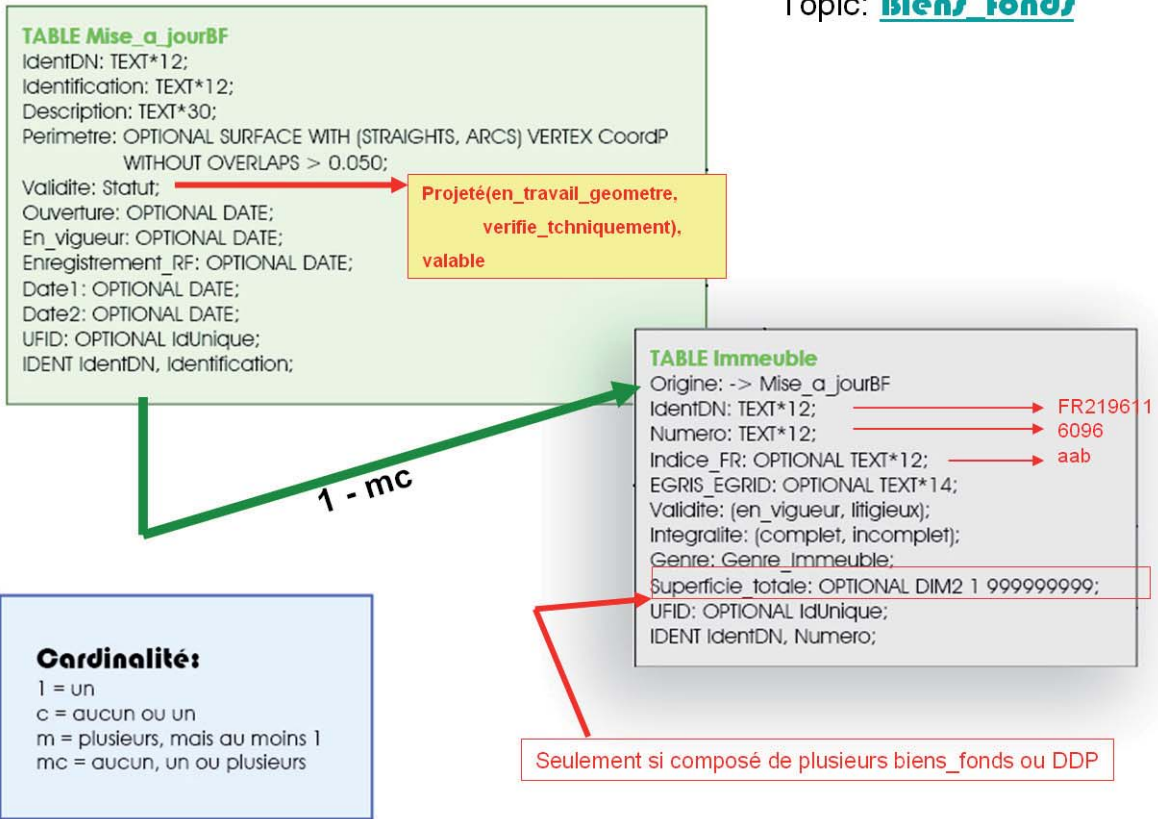 Topic: Biens_fonds
TABLE Mise_a_jourBF
IdentDN: TEXT*12;
Identification: TEXT*12;
Description: TEXT*30;
Perimetre: OPTIONAL SURFACE WITH (STRAIGHTS, ARCS) VERTEX CoordP
WITHOUT OVERLAPS > 0.050;
Validite: Statut;
Ouverture: OPTIONAL DATE;
En_vigueur: OPTIONAL DATE;
Enregistrement_RF: OPTIONAL DATE;
Date1: OPTIONAL DATE;
Date2: OPTIONAL DATE;
UFID: OPTIONAL IdUnique;
IDENT IdentDN, Identification;
Projeté(en_travail_geometre,
verifie_tchniquement),
valable
TABLE Immeuble
Origine: -> Mise_a_jourBF
IdentDN: TEXT*12; FR219611
Numero: TEXT*12; 6096
Indice_FR: OPTIONAL TEXT*12; aab
EGRIS_EGRID: OPTIONAL TEXT*14;
Validite: (en_vigueur, litigieux);
Integralite: (complet, incomplet);
Genre: Genre_Immeuble;
Superficie_totale: OPTIONAL DIM2 1 999999999;
UFID: OPTIONAL IdUnique;
IDENT IdentDN, Numero;
1 - mc
Cardinalité:
1 = un
c = aucun ou un
m = plusieurs, mais au moins 1
mc = aucun, un ou plusieurs
Seulement si composé de plusieurs biens_fonds ou DDP